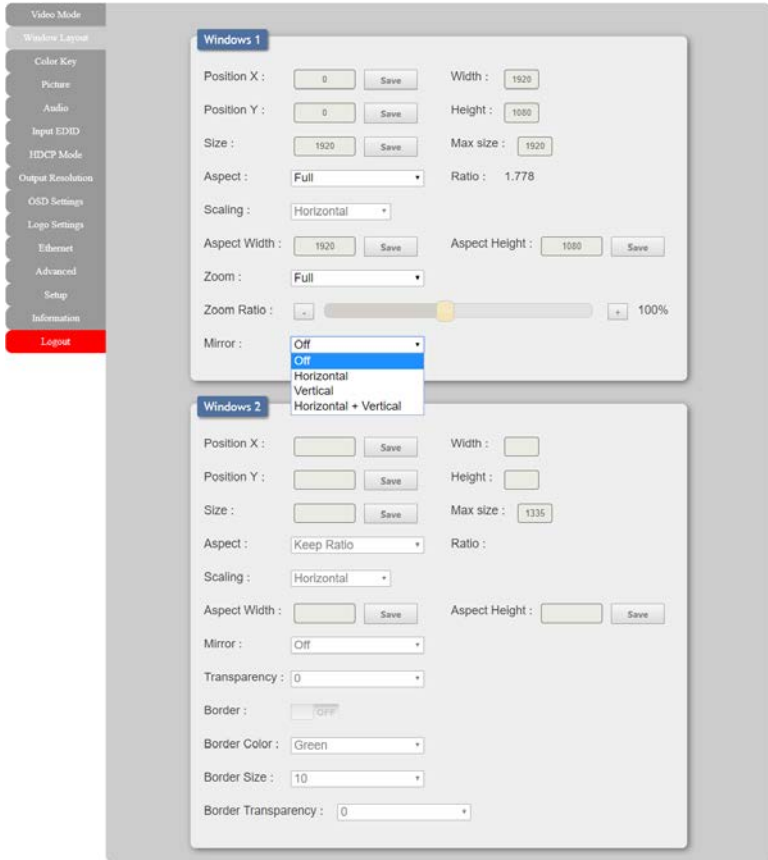 Video Mode
Window Layout
Color Key
Picture
Audio
Input EDID
HDCP Mode
Output Resolution
OSD Settings
Logo Settings
Ethernet
Advanced
Setup
Information
Logout
Windows 1
Position X : 0 Save Width : 1920
Position Y : 0 Save Height : 1080
Size : 1920 Save Max size : 1920
Aspect : Full Ratio : 1.778
Scaling : Horizontal
Aspect Width : 1920 Save Aspect Height : 1080 Save
Zoom : Full
Zoom Ratio : - + 100%
Mirror : Off
Off
Horizontal
Vertical
Horizontal + Vertical
Windows 2
Position X : Save Width :
Position Y : Save Height :
Size : Save Max size : 1335
Aspect : Keep Ratio Ratio :
Scaling : Horizontal
Aspect Width : Save Aspect Height : Save
Mirror : Off
Transparency : 0
Border : OFF
Border Color : Green
Border Size : 10
Border Transparency : 0